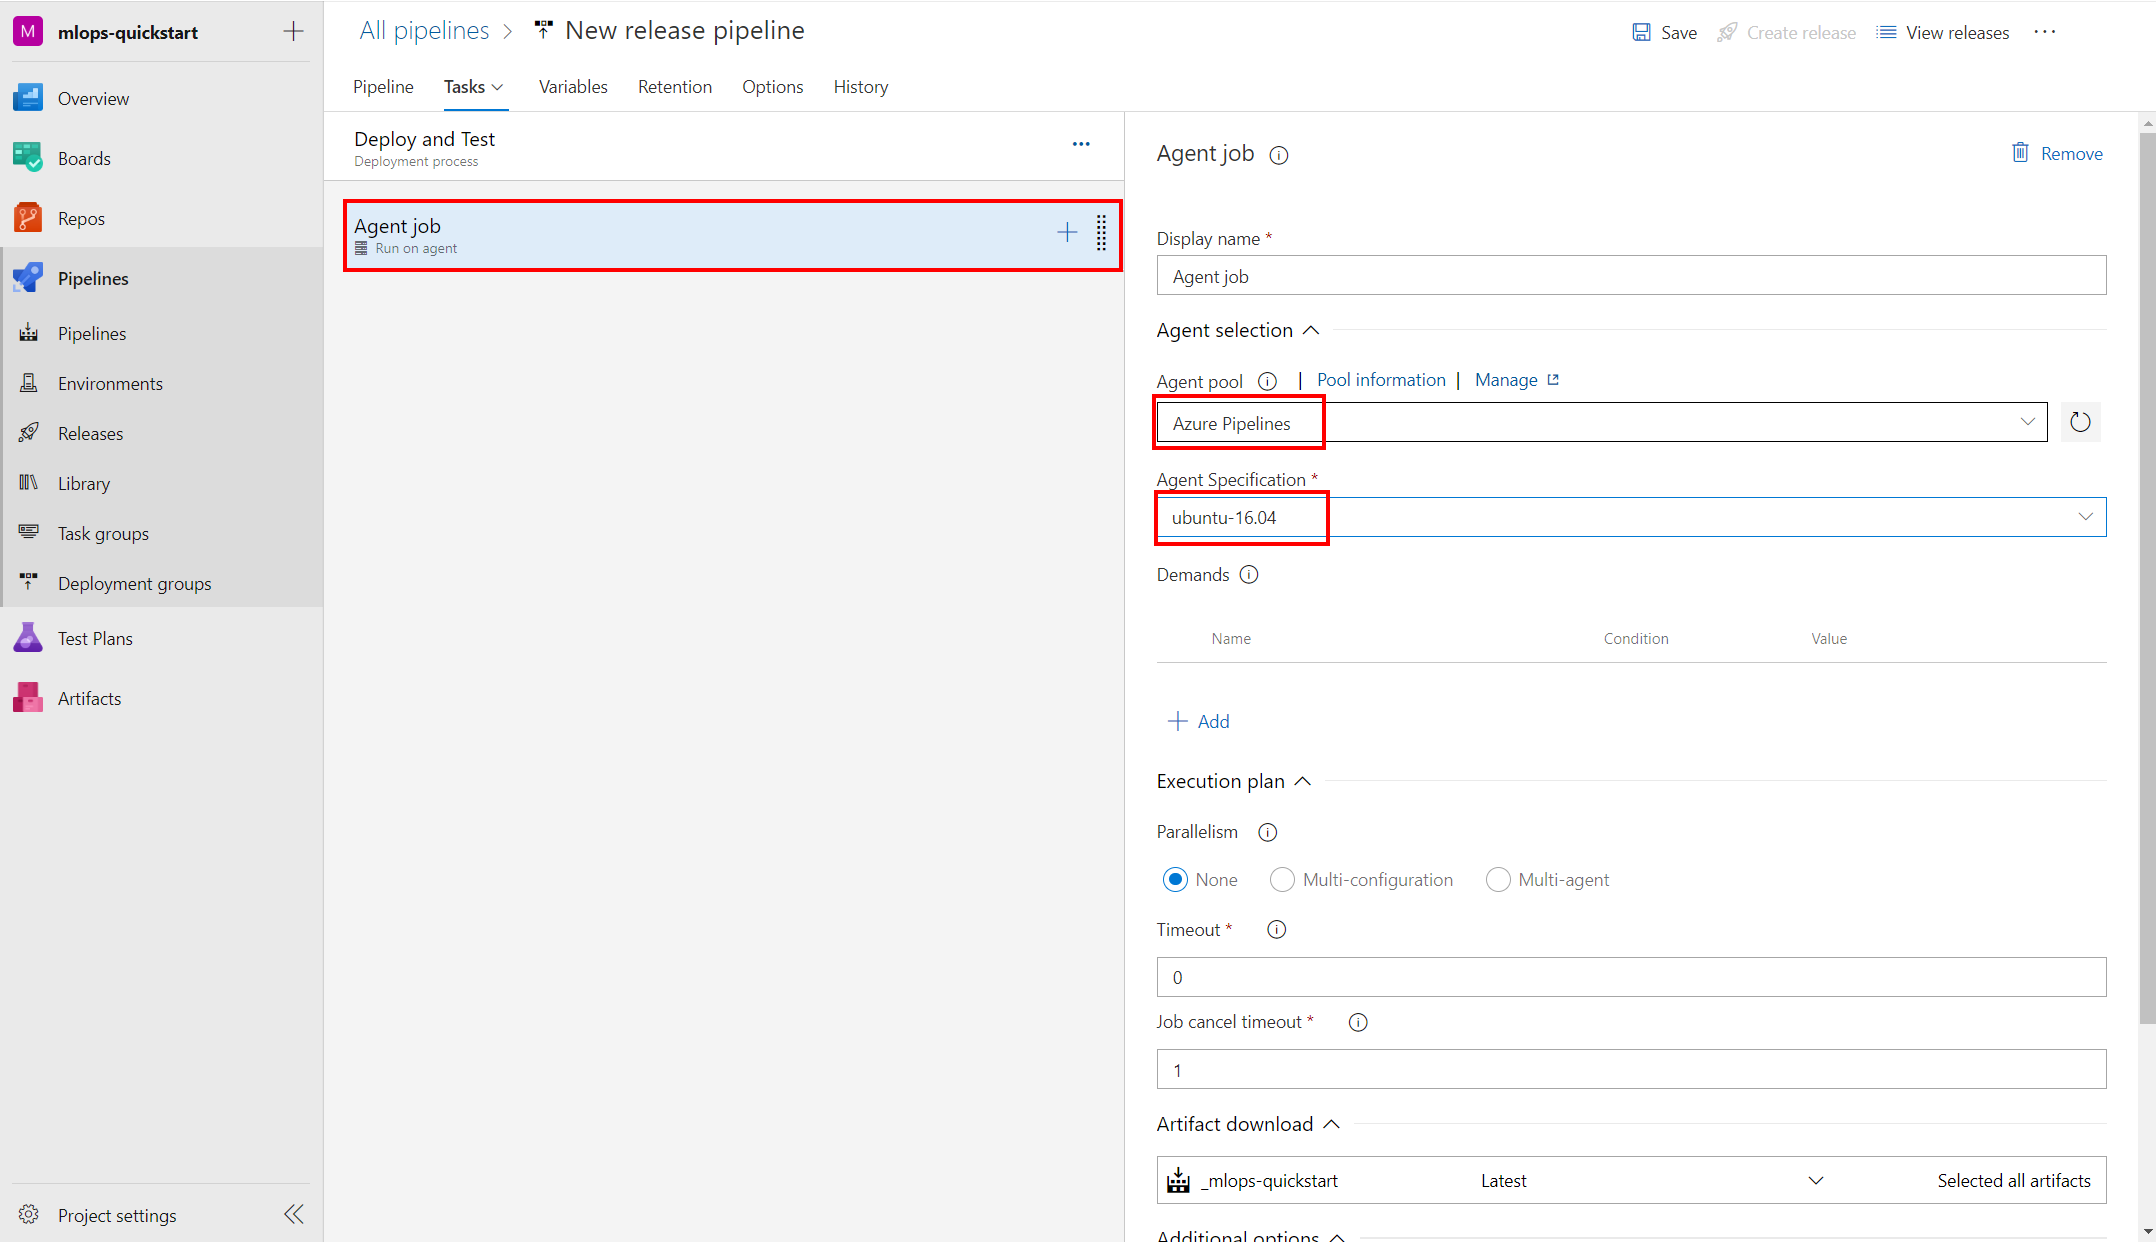 M mlops-quickstart
Overview
Boards
Repos
Pipelines
Pipelines
Environments
Releases
Library
Task groups
Deployment groups
Test Plans
Artifacts
Project settings
All pipelines > New release pipeline
Save Create release View releases ...
Pipeline Tasks Variables Retention Options History
Deploy and Test
Deployment process
Agent job
Run on agent
Agent job
Remove
Display name *
Agent job
Agent selection
Agent pool | Pool information | Manage
Azure Pipelines
Agent Specification *
ubuntu-16.04
Demands
Name Condition Value
Add
Execution plan
Parallelism
None Multi-configuration Multi-agent
Timeout *
0
Job cancel timeout *
1
Artifact download
_mlops-quickstart Latest Selected all artifacts
Additional options